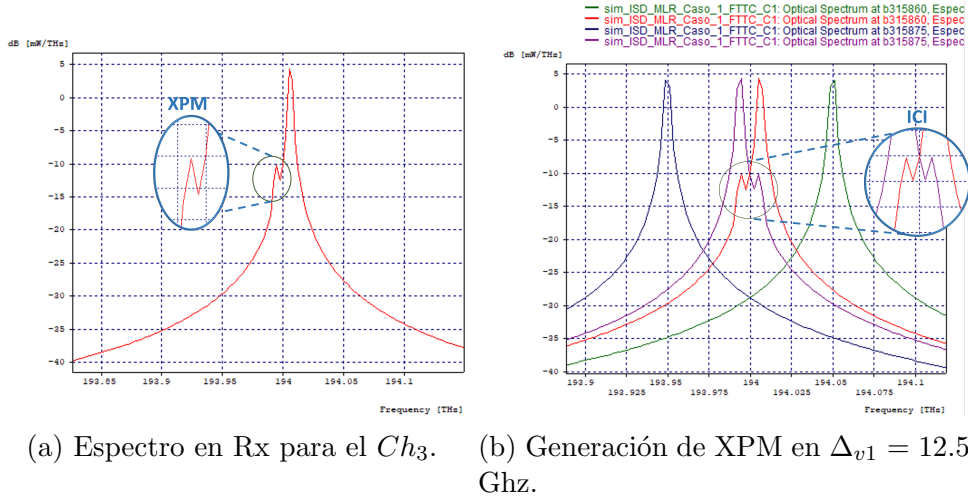 sim_ISD_MLR_Caso_1_FTTC_C1: Optical Spectrum at b315860, Espec
sim_ISD_MLR_Caso_1_FTTC_C1: Optical Spectrum at b315860, Espec
sim_ISD_MLR_Caso_1_FTTC_C1: Optical Spectrum at b315875, Espec
sim_ISD_MLR_Caso_1_FTTC_C1: Optical Spectrum at b315875, Espec
dB [mW/THz]
5
0
-5
-10
-15
-20
-25
-30
-35
-40
XPM
193.85
193.9
193.95
194
194.05
194.1
Frequency [THz]
dB [mW/THz]
5
0
-5
-10
-15
-20
-25
-30
-35
-40
ICI
193.9
193.925
193.95
193.975
194
194.025
194.05
194.075
194.1
Frequency [THz]
(a) Espectro en Rx para el Ch₃.
(b) Generación de XPM en Δᵥ₁ = 12.5
Ghz.